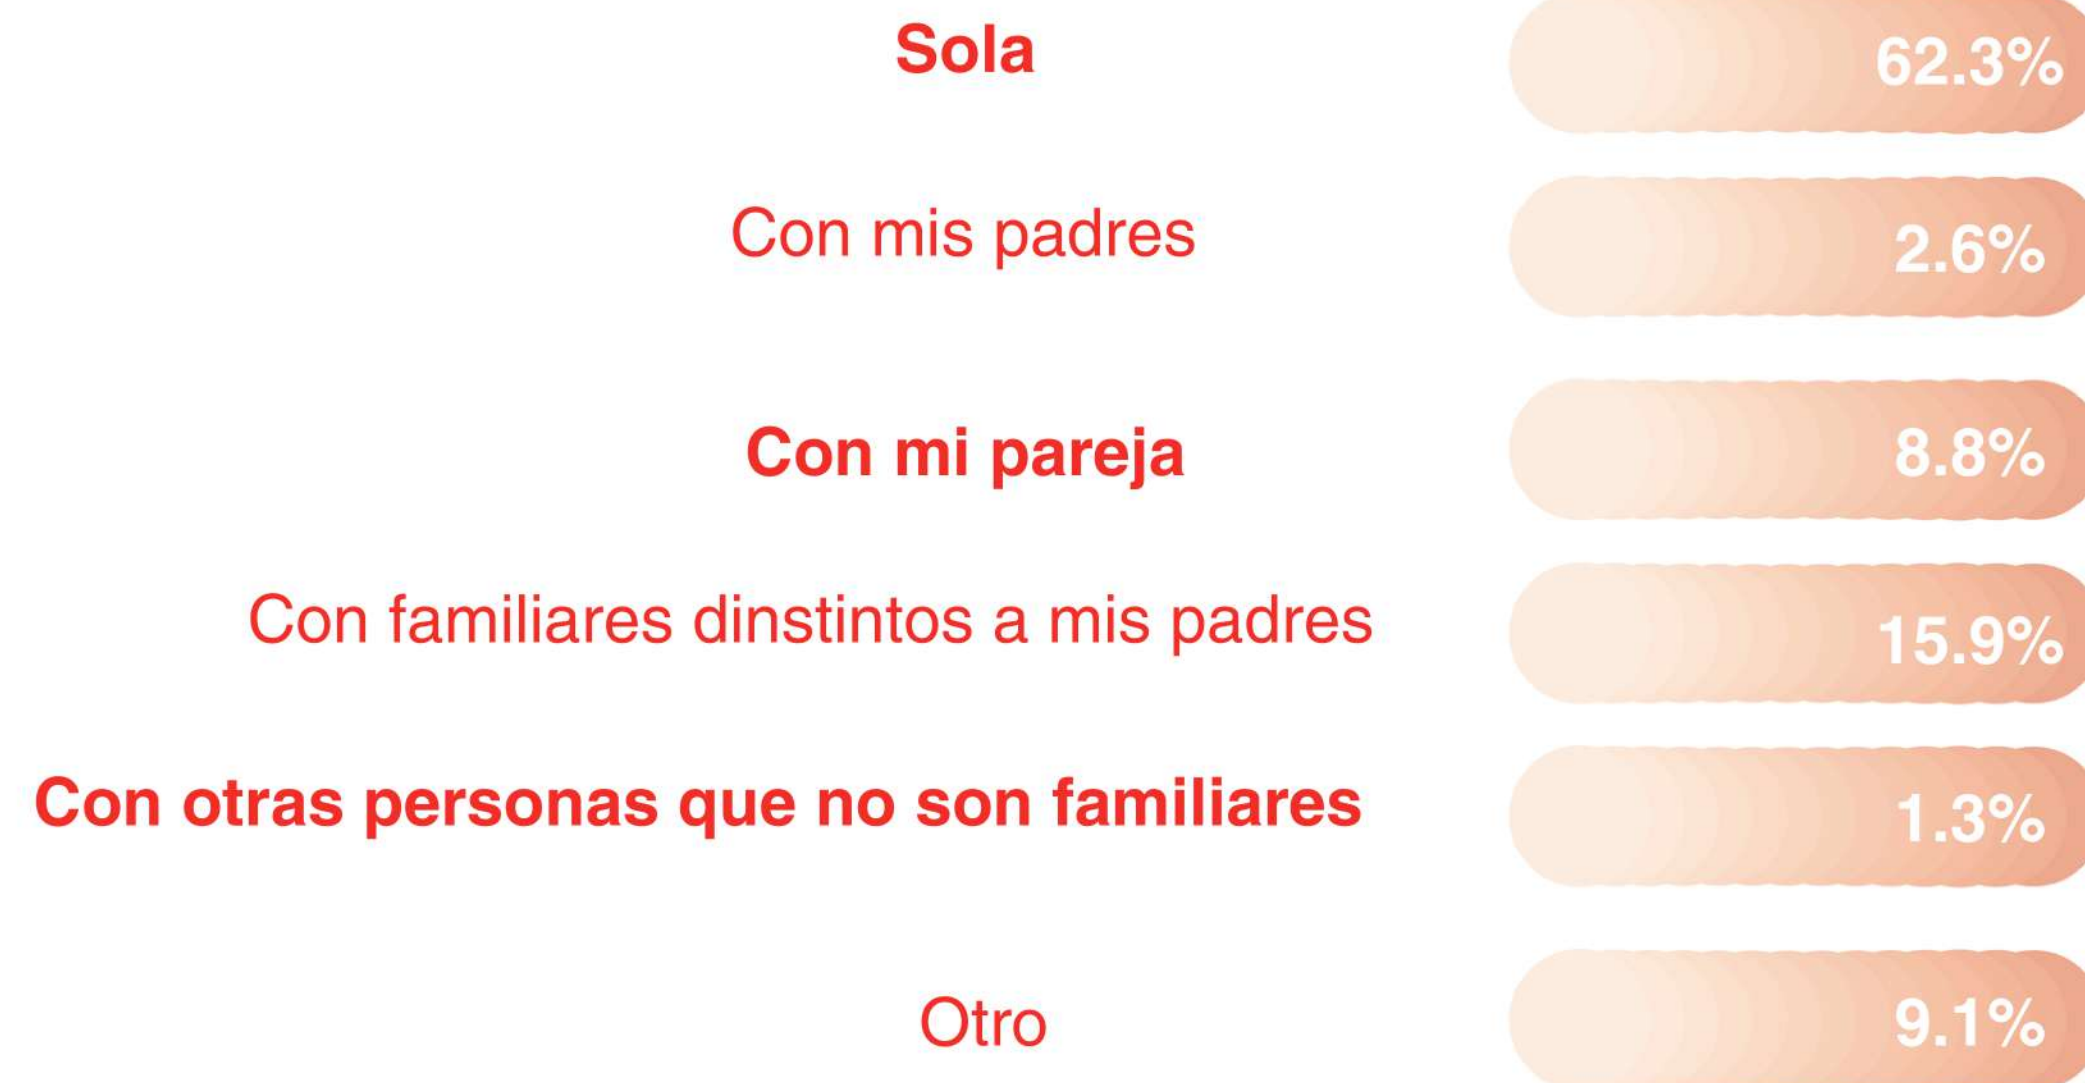 Sola 62.3%
Con mis padres 2.6%
Con mi pareja 8.8%
Con familiares dinstintos a mis padres 15.9%
Con otras personas que no son familiares 1.3%
Otro 9.1%